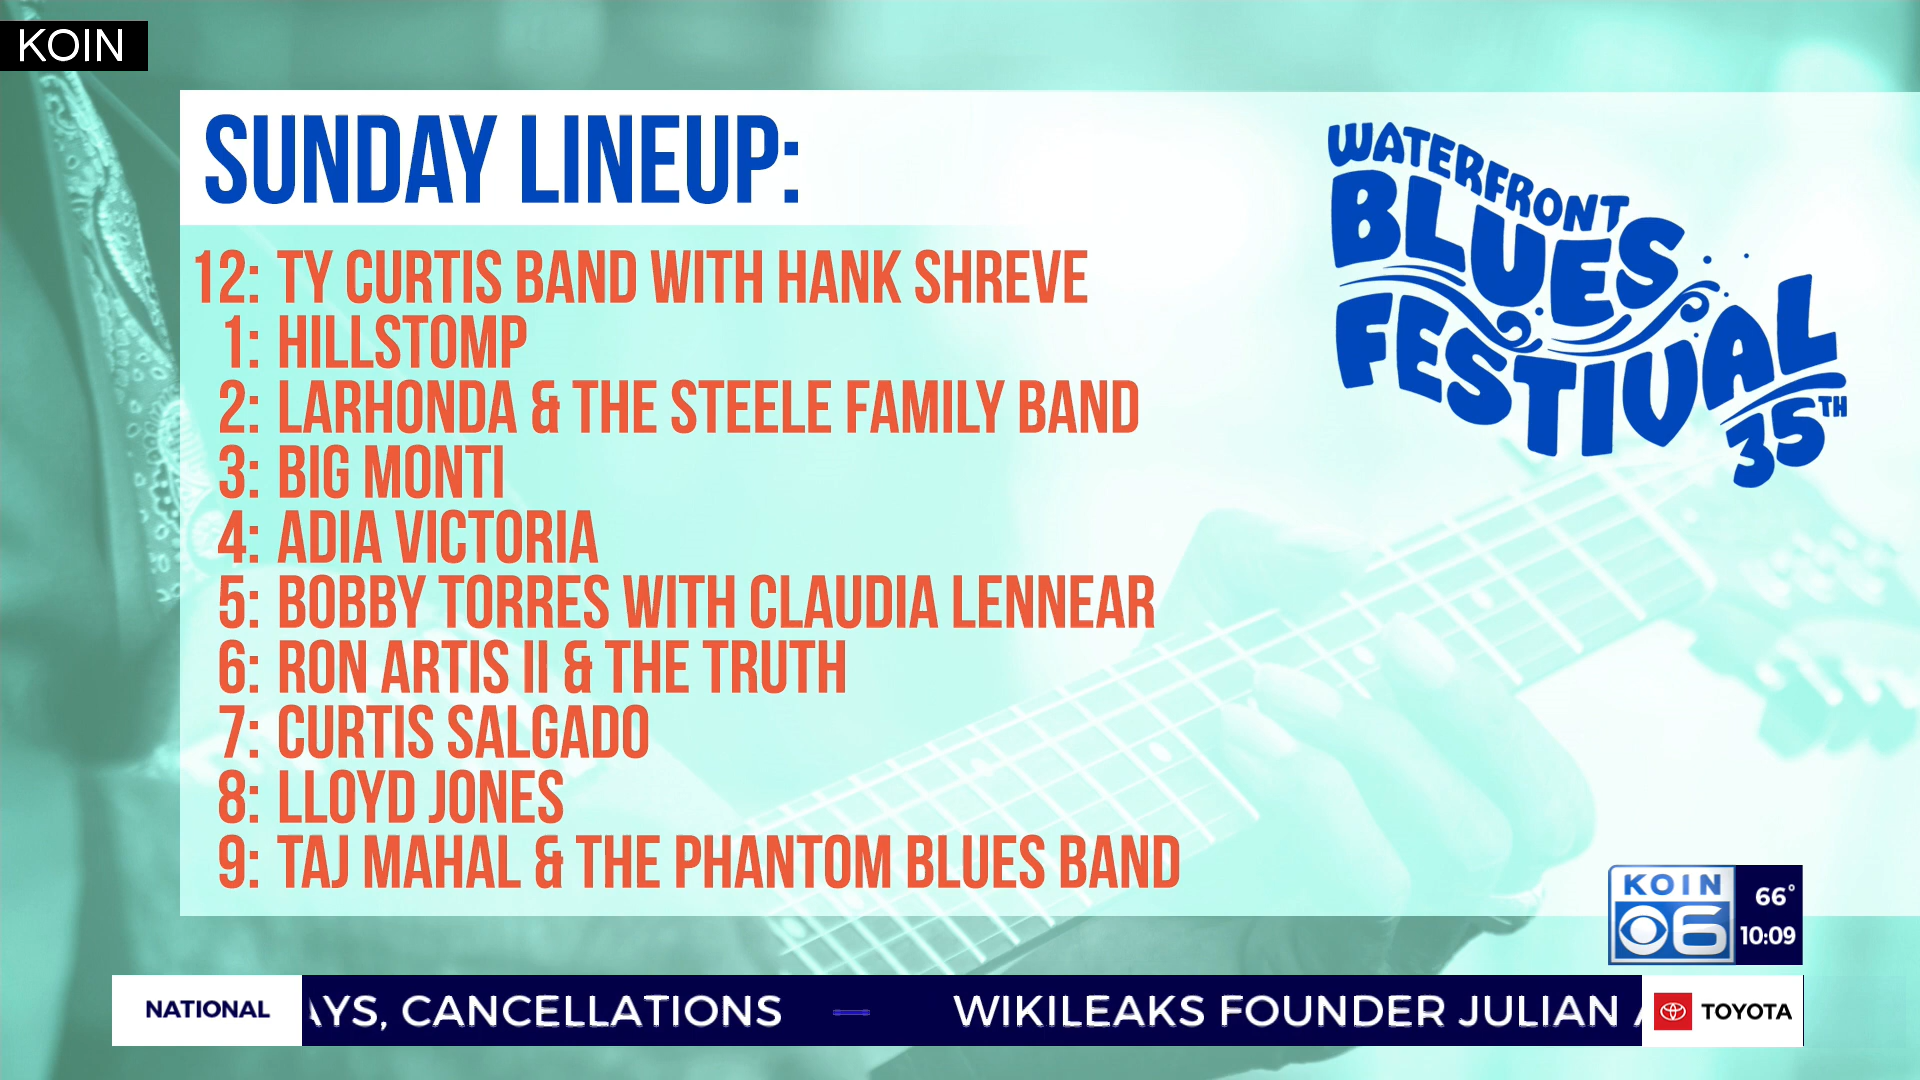 KOIN
SUNDAY LINEUP:
12: TY CURTIS BAND WITH HANK SHREVE
1: HILLSTOMP
2: LARHONDA & THE STEELE FAMILY BAND
3: BIG MONTI
4: ADIA VICTORIA
5: BOBBY TORRES WITH CLAUDIA LENNEAR
6: RON ARTIS II & THE TRUTH
7: CURTIS SALGADO
8: LLOYD JONES
9: TAJ MAHAL & THE PHANTOM BLUES BAND
WATERFRONT
BLUES
FESTIVAL
35TH
KOIN
6
66°
10:09
NATIONAL
AYS, CANCELLATIONS — WIKILEAKS FOUNDER JULIAN
TOYOTA